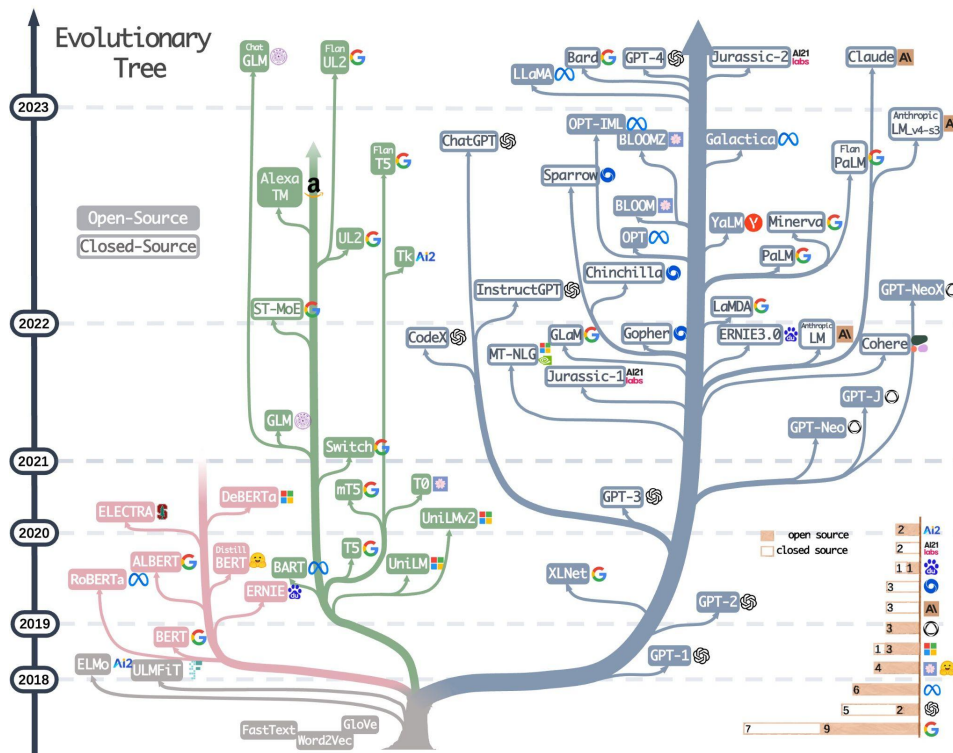 Evolutionary
Tree
Open-Source
Closed-Source
2023
2022
2021
2020
2019
2018
Chat
GLM
Flan
UL2
Bard
GPT-4
Jurassic-2
AI21
labs
Claude
A\
LLaMA
Anthropic
LM_v4-s3
A
ChatGPT
OPT-IML
BLOOMZ
Galactica
Flan
T5
Flan
PaLM
Alexa
TM
a
Sparrow
BLOOM
YaLM
Y
Minerva
UL2
OPT
Tk
Ai2
PaLM
Chinchilla
InstructGPT
GPT-NeoX
ST-MoE
LaMDA
CodeX
GLaM
Gopher
ERNIE3.0
du
Anthropic
LM
A\
Cohere
MT-NLG
Jurassic-1
AI21
labs
GPT-J
GLM
GPT-Neo
Switch
DeBERTa
mT5
T0
GPT-3
ELECTRA
S
UniLMv2
open source
closed source
ALBERT
Distill
BERT
T5
RoBERTa
BART
UniLM
XLNet
ERNIE
du
GPT-2
BERT
GPT-1
ELMo
Ai2
ULMFiT
FastText
Word2Vec
GloVe
2
Ai2
2
AI21
labs
1 1
du
3
3
A\
3
1 3
4
6
5 2
7 9